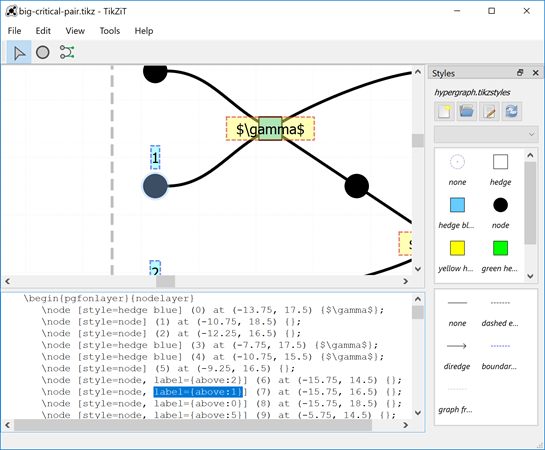 big-critical-pair.tikz - TikZiT
File Edit View Tools Help
$\gamma$
1
2
Styles
hypergraph.tikzstyles
none hedge
hedge bl... node
yellow h... green he...
none dashed e...
diredge boundar...
graph fr...
\begin{pgfonlayer}{nodelayer}
\node [style=hedge blue] (0) at (-13.75, 17.5) {$\gamma$};
\node [style=node] (1) at (-10.75, 18.5) {};
\node [style=node] (2) at (-12.25, 16.5) {};
\node [style=hedge blue] (3) at (-7.75, 17.5) {$\gamma$};
\node [style=hedge blue] (4) at (-10.75, 15.5) {$\gamma$};
\node [style=node] (5) at (-9.25, 16.5) {};
\node [style=node, label={above:2}] (6) at (-15.75, 14.5) {};
\node [style=node, label={above:1}] (7) at (-15.75, 16.5) {};
\node [style=node, label={above:0}] (8) at (-15.75, 18.5) {};
\node [style=node, label={above:5}] (9) at (-5.75, 14.5) {};